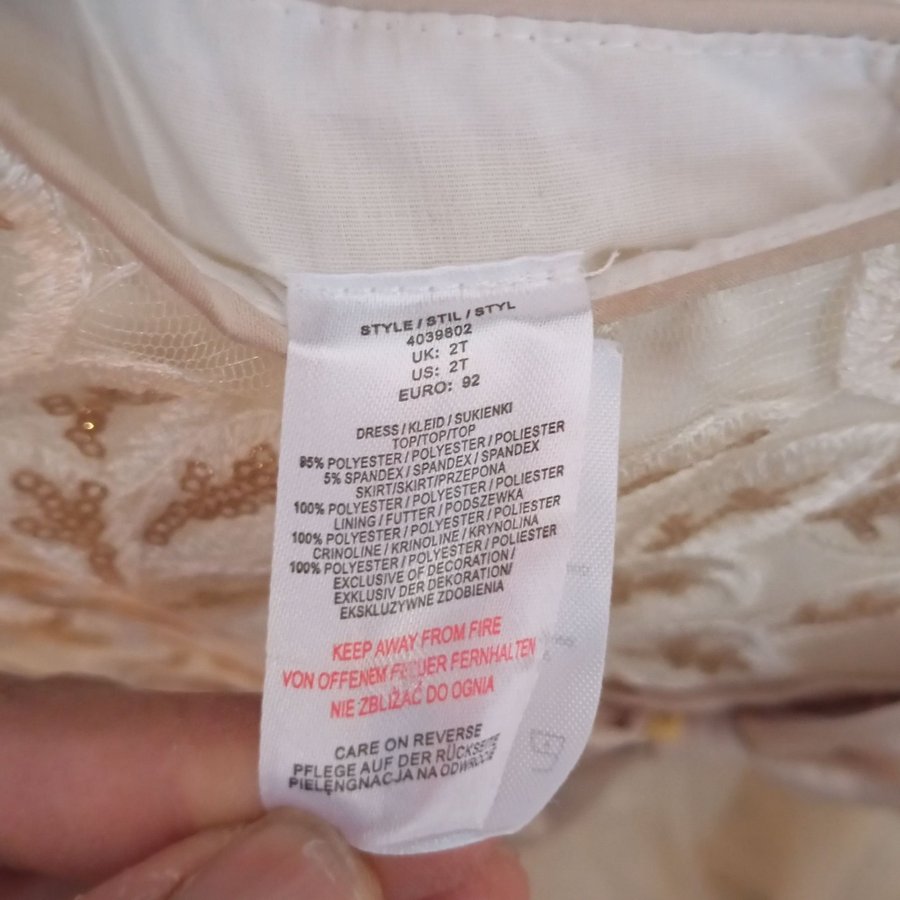 STYLE / STIL / STYL
4039802
UK: 2T
US: 2T
EURO: 92
DRESS / KLEID / SUKIENKI
TOP/TOP/TOP
95% POLYESTER / POLYESTER / POLIESTER
5% SPANDEX / SPANDEX / SPANDEX
SKIRT/SKIRT/PRZEPONA
100% POLYESTER / POLYESTER / POLIESTER
LINING / FUTTER / PODSZEWKA
100% POLYESTER / POLYESTER / POLIESTER
CRINOLINE / KRINOLINE / KRYNOLINA
100% POLYESTER / POLYESTER / POLIESTER
EXCLUSIVE OF DECORATION /
EXKLUSIV DER DEKORATION/
EKSKLUZYWNE ZDOBIENIA
KEEP AWAY FROM FIRE
VON OFFENEM FEUER FERNHALTEN
NIE ZBLIŻAĆ DO OGNIA
CARE ON REVERSE
PFLEGE AUF DER RÜCKSEITE
PIELĘGNACJA NA ODWROCIE